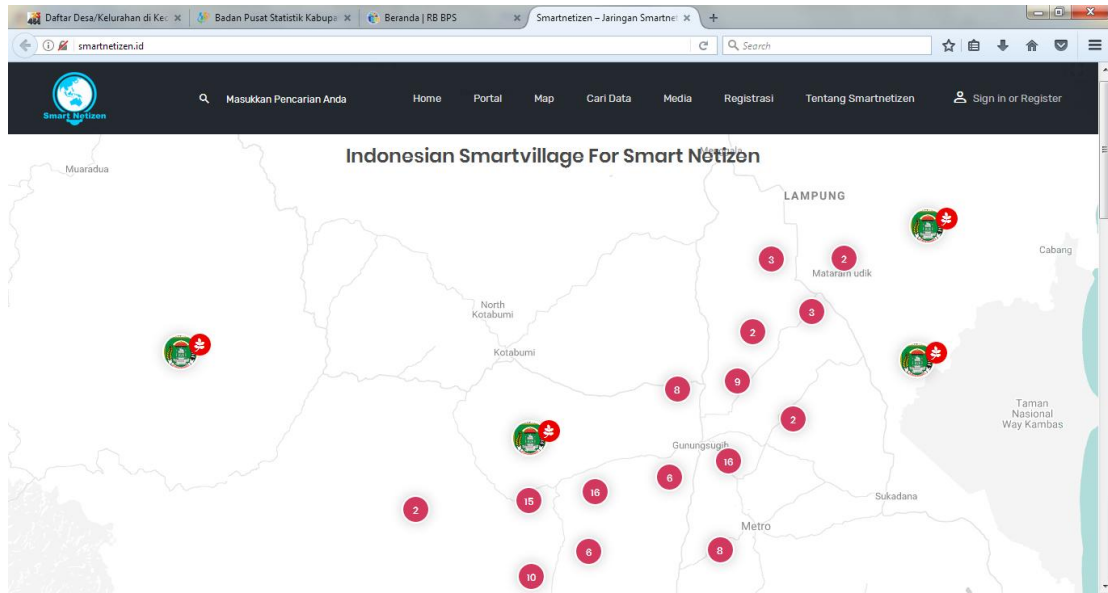 Daftar Desa/Kelurahan di Kec
Badan Pusat Statistik Kabupa
Beranda | RB BPS
Smartnetizen – Jaringan Smartnet
smartnetizen.id
Search
Smart Netizen
Masukkan Pencarian Anda
Home
Portal
Map
Cari Data
Media
Registrasi
Tentang Smartnetizen
Sign in or Register
Indonesian Smartvillage For Smart Netizen
Muaradua
LAMPUNG
Cabang
3
2
Mataram udik
North
Kotabumi
3
2
Kotabumi
8
9
Taman
Nasional
Way Kambas
2
Gunungsugih
16
6
16
15
Sukadana
2
Metro
6
8
10